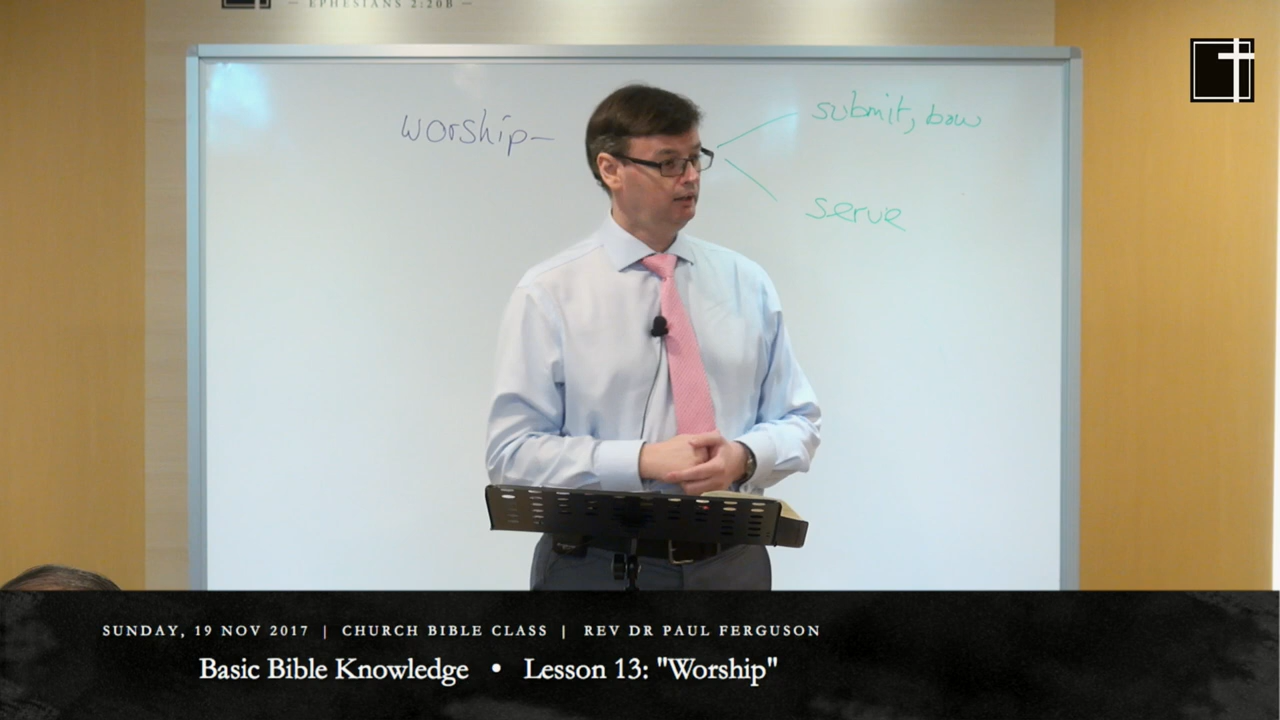 — EPHESIANS 2:20B —
worship-
submit, bow
serve
SUNDAY, 19 NOV 2017 | CHURCH BIBLE CLASS | REV DR PAUL FERGUSON
Basic Bible Knowledge • Lesson 13: "Worship"